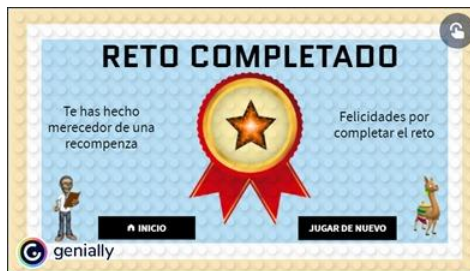 RETO COMPLETADO
Te has hecho
merecedor de una
recompenza
Felicidades por
completar el reto
INICIO
JUGAR DE NUEVO
genially